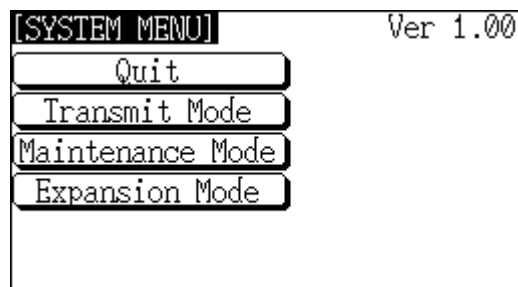 [SYSTEM MENU] Ver 1.00
Quit
Transmit Mode
Maintenance Mode
Expansion Mode